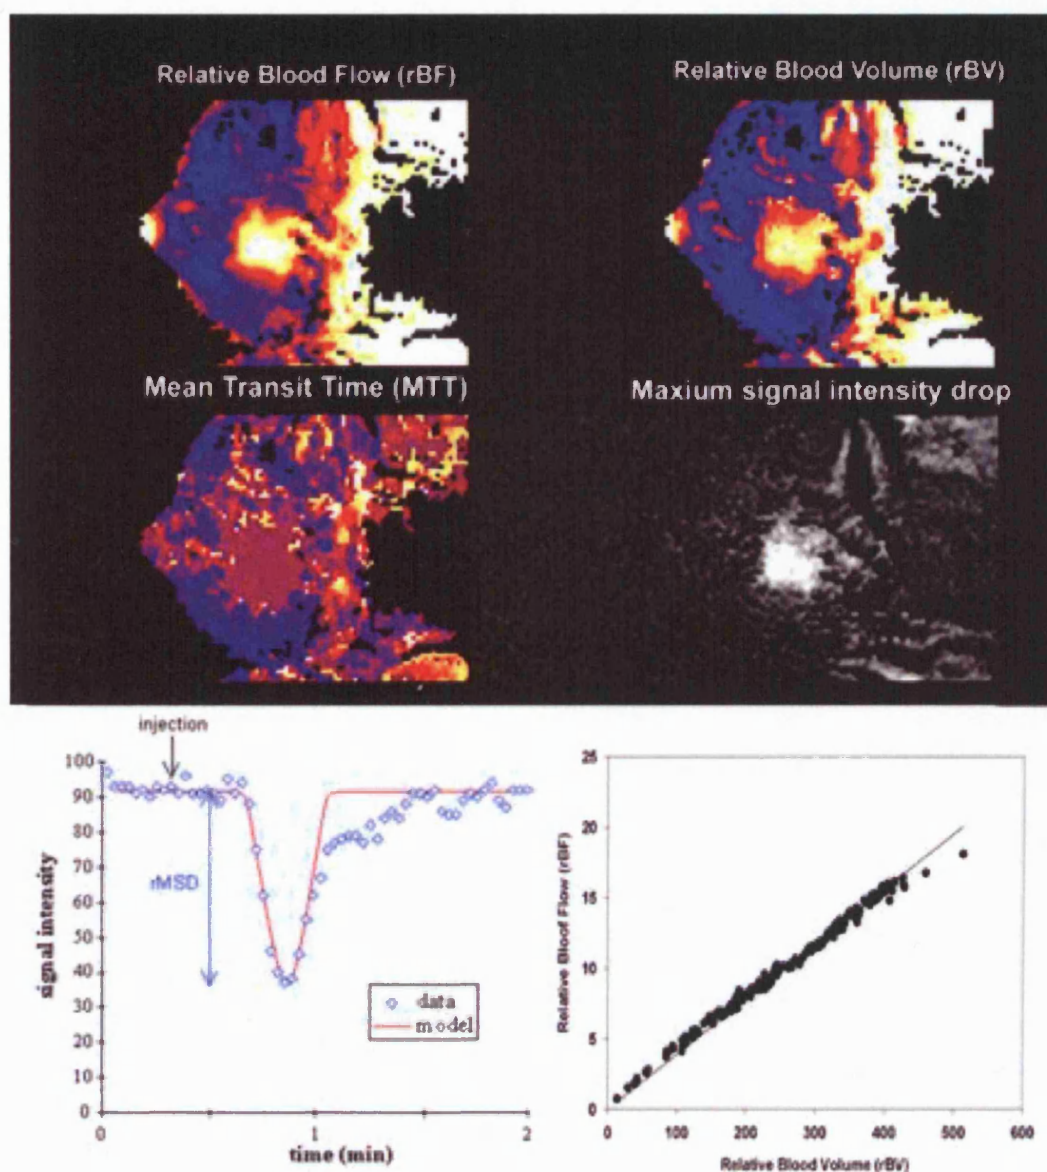 Relative Blood Flow (rBF)
Relative Blood Volume (rBV)
Mean Transit Time (MTT)
Maxium signal intensity drop
injection
100
90
80
70
60
50
40
30
20
10
0
signal intensity
rMSD
data
model
0
1
2
time (min)
25
20
15
10
5
0
Relative Bloof Flow (rBF)
0
100
200
300
400
500
600
Relative Blood Volume (rBV)